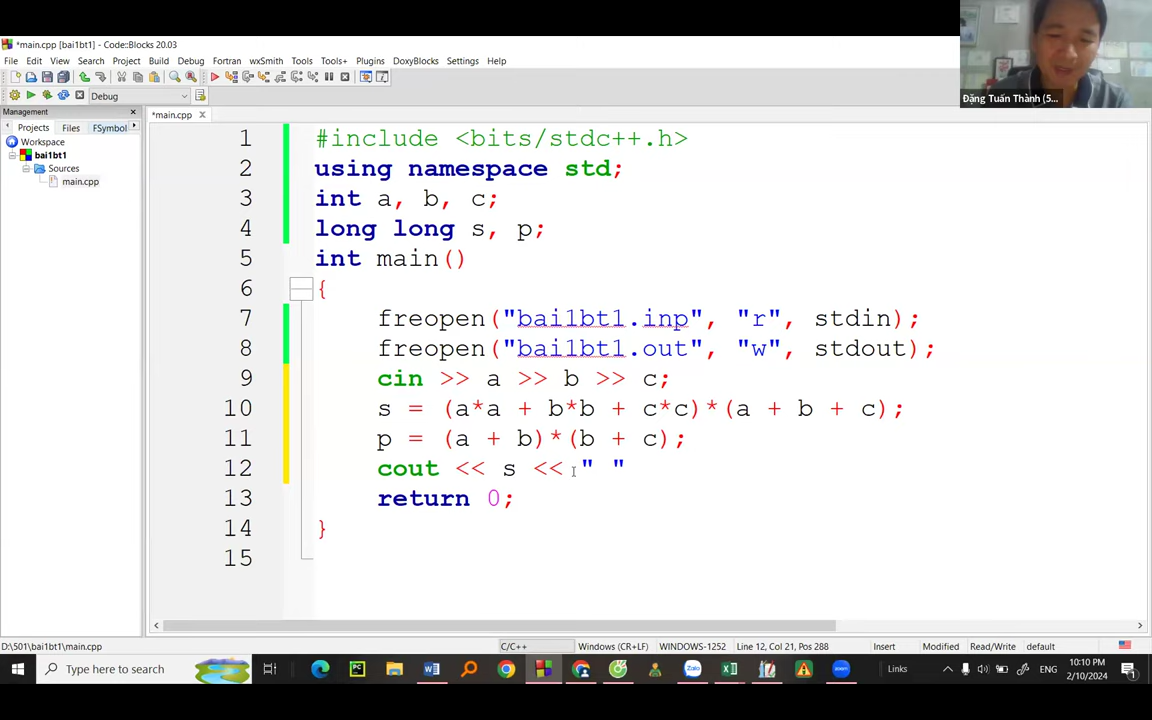 *main.cpp [bai1bt1] - Code::Blocks 20.03
File Edit View Search Project Build Debug Fortran wxSmith Tools Tools+ Plugins DoxyBlocks Settings Help
Debug
Management
Projects Files FSymbol
Workspace
bai1bt1
Sources
main.cpp
*main.cpp
1 #include <bits/stdc++.h>
2 using namespace std;
3 int a, b, c;
4 long long s, p;
5 int main()
6 {
7 freopen("bai1bt1.inp", "r", stdin);
8 freopen("bai1bt1.out", "w", stdout);
9 cin >> a >> b >> c;
10 s = (a*a + b*b + c*c)*(a + b + c);
11 p = (a + b)*(b + c);
12 cout << s << " "
13 return 0;
14 }
15
Đặng Tuấn Thành (5...
D:\501\bai1bt1\main.cpp C/C++ Windows (CR+LF) WINDOWS-1252 Line 12, Col 21, Pos 288 Insert Modified Read/Write default
Type here to search
Links
ENG
10:10 PM
2/10/2024
1